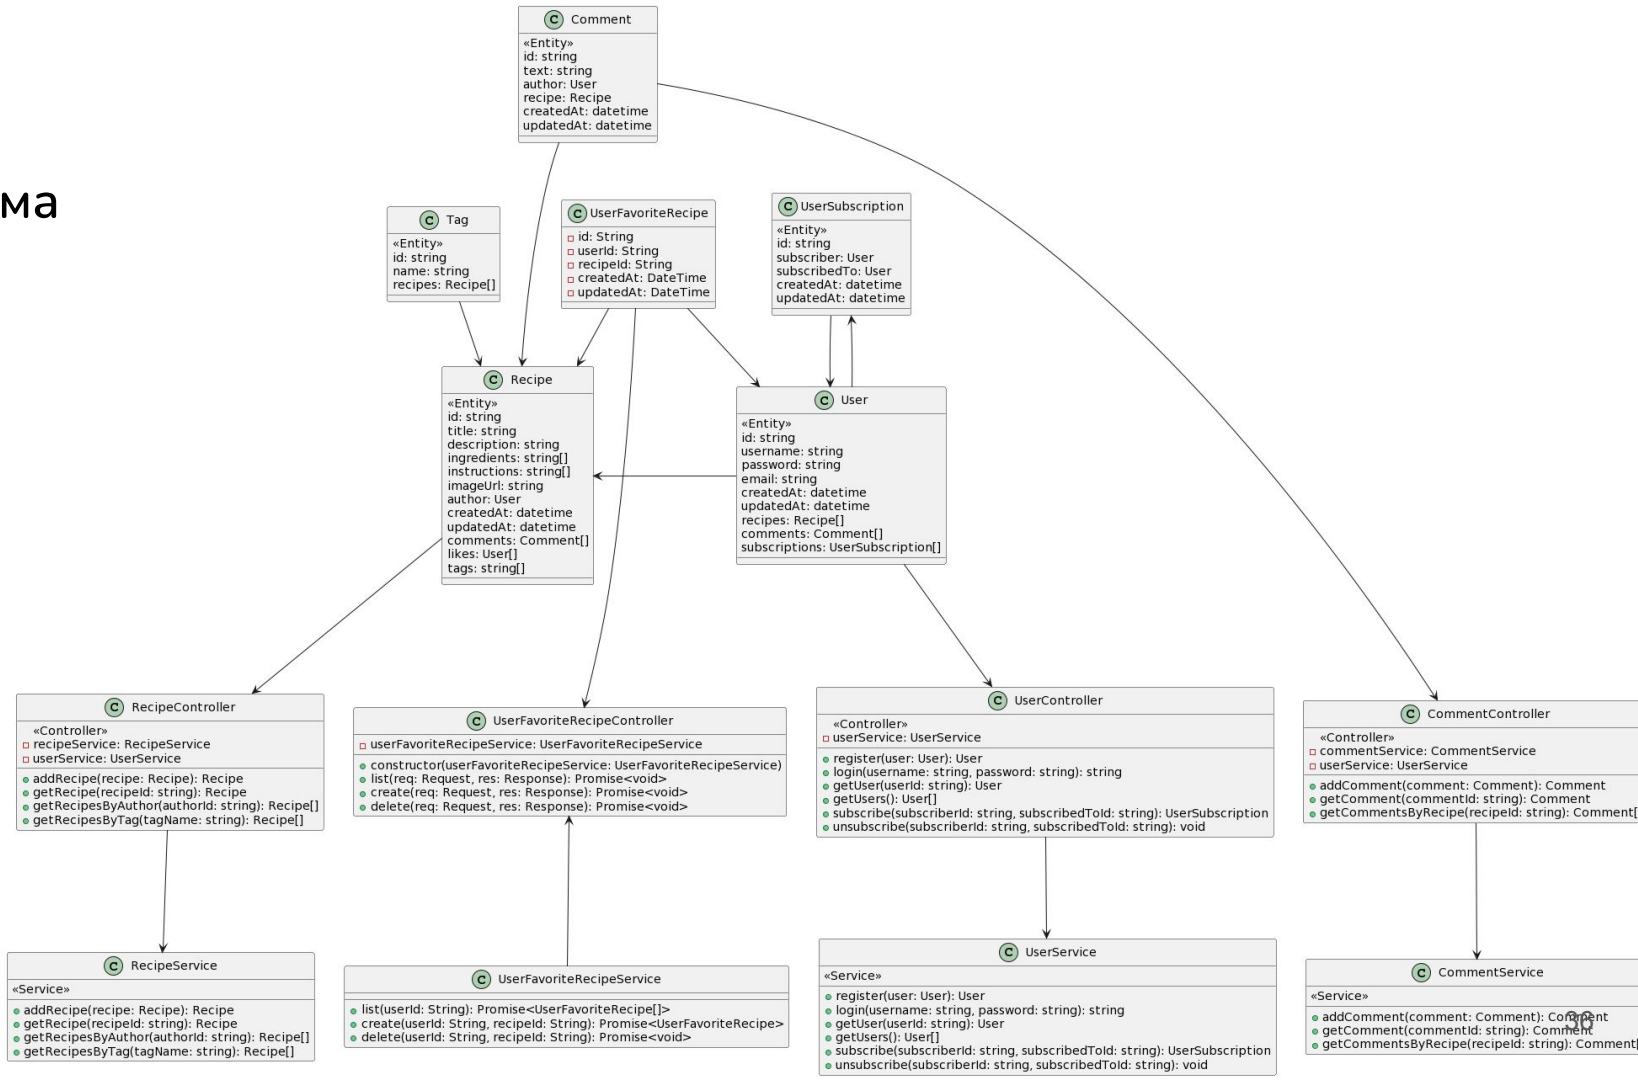 C Comment
«Entity»
id: string
text: string
author: User
recipe: Recipe
createdAt: datetime
updatedAt: datetime
ма
C Tag
«Entity»
id: string
name: string
recipes: Recipe[]
C UserFavoriteRecipe
id: String
userId: String
recipeId: String
createdAt: DateTime
updatedAt: DateTime
C UserSubscription
«Entity»
id: string
subscriber: User
subscribedTo: User
createdAt: datetime
updatedAt: datetime
C Recipe
«Entity»
id: string
title: string
description: string
ingredients: string[]
instructions: string[]
imageUrl: string
author: User
createdAt: datetime
updatedAt: datetime
comments: Comment[]
likes: User[]
tags: string[]
C User
«Entity»
id: string
username: string
password: string
email: string
createdAt: datetime
updatedAt: datetime
recipes: Recipe[]
comments: Comment[]
subscriptions: UserSubscription[]
C RecipeController
«Controller»
recipeService: RecipeService
userService: UserService
addRecipe(recipe: Recipe): Recipe
getRecipe(recipeId: string): Recipe
getRecipesByAuthor(authorId: string): Recipe[]
getRecipesByTag(tagName: string): Recipe[]
C UserFavoriteRecipeController
userFavoriteRecipeService: UserFavoriteRecipeService
constructor(userFavoriteRecipeService: UserFavoriteRecipeService)
list(req: Request, res: Response): Promise<void>
create(req: Request, res: Response): Promise<void>
delete(req: Request, res: Response): Promise<void>
C UserController
«Controller»
userService: UserService
register(user: User): User
login(username: string, password: string): string
getUser(userId: string): User
getUsers(): User[]
subscribe(subscriberId: string, subscribedToId: string): UserSubscription
unsubscribe(subscriberId: string, subscribedToId: string): void
C CommentController
«Controller»
commentService: CommentService
userService: UserService
addComment(comment: Comment): Comment
getComment(commentId: string): Comment
getCommentsByRecipe(recipeId: string): Comment[
C RecipeService
«Service»
addRecipe(recipe: Recipe): Recipe
getRecipe(recipeId: string): Recipe
getRecipesByAuthor(authorId: string): Recipe[]
getRecipesByTag(tagName: string): Recipe[]
C UserFavoriteRecipeService
list(userId: String): Promise<UserFavoriteRecipe[]>
create(userId: String, recipeId: String): Promise<UserFavoriteRecipe>
delete(userId: String, recipeId: String): Promise<void>
C UserService
«Service»
register(user: User): User
login(username: string, password: string): string
getUser(userId: string): User
getUsers(): User[]
subscribe(subscriberId: string, subscribedToId: string): UserSubscription
unsubscribe(subscriberId: string, subscribedToId: string): void
C CommentService
«Service»
addComment(comment: Comment): Comment
getComment(commentId: string): Comment
getCommentsByRecipe(recipeId: string): Comment[
36